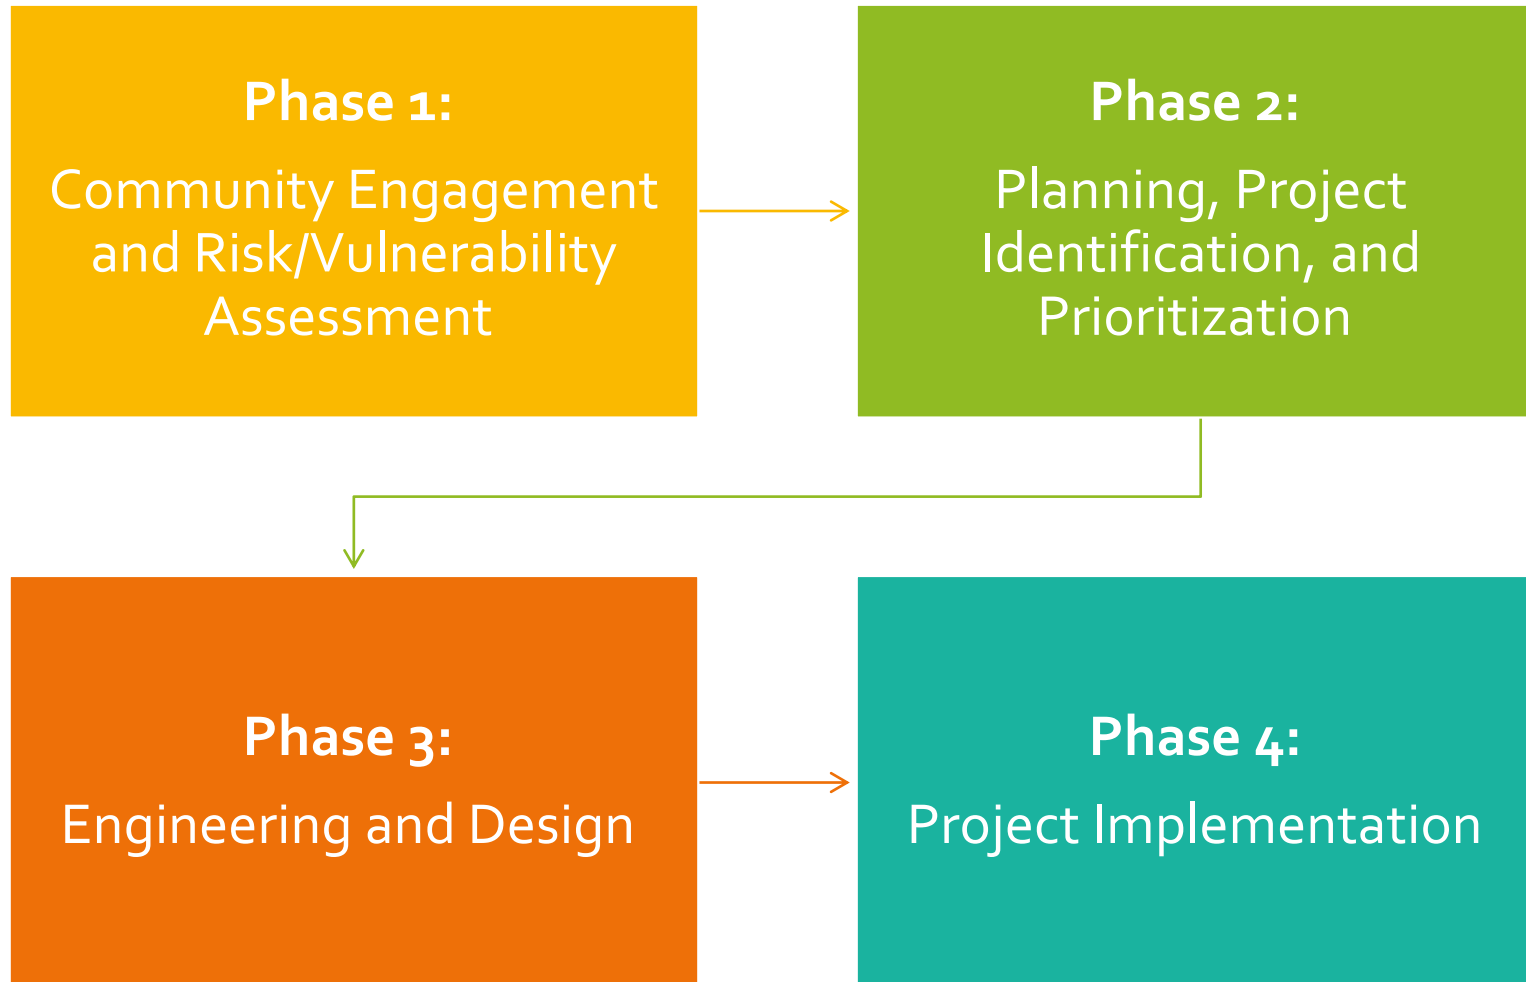 Phase 1:
Community Engagement
and Risk/Vulnerability
Assessment
Phase 2:
Planning, Project
Identification, and
Prioritization
Phase 3:
Engineering and Design
Phase 4:
Project Implementation